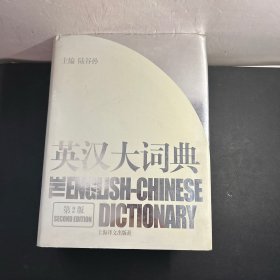 主编 陆谷孙
英汉大词典
THE ENGLISH-CHINESE
DICTIONARY
第2版
SECOND EDITION
上海译文出版社